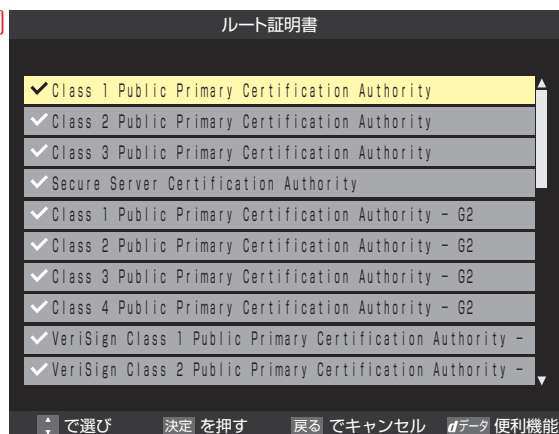 ルート証明書
Class 1 Public Primary Certification Authority
Class 2 Public Primary Certification Authority
Class 3 Public Primary Certification Authority
Secure Server Certification Authority
Class 1 Public Primary Certification Authority - G2
Class 2 Public Primary Certification Authority - G2
Class 3 Public Primary Certification Authority - G2
Class 4 Public Primary Certification Authority - G2
VeriSign Class 1 Public Primary Certification Authority -
VeriSign Class 2 Public Primary Certification Authority -
で選び 決定 を押す 戻る でキャンセル dデータ 便利機能